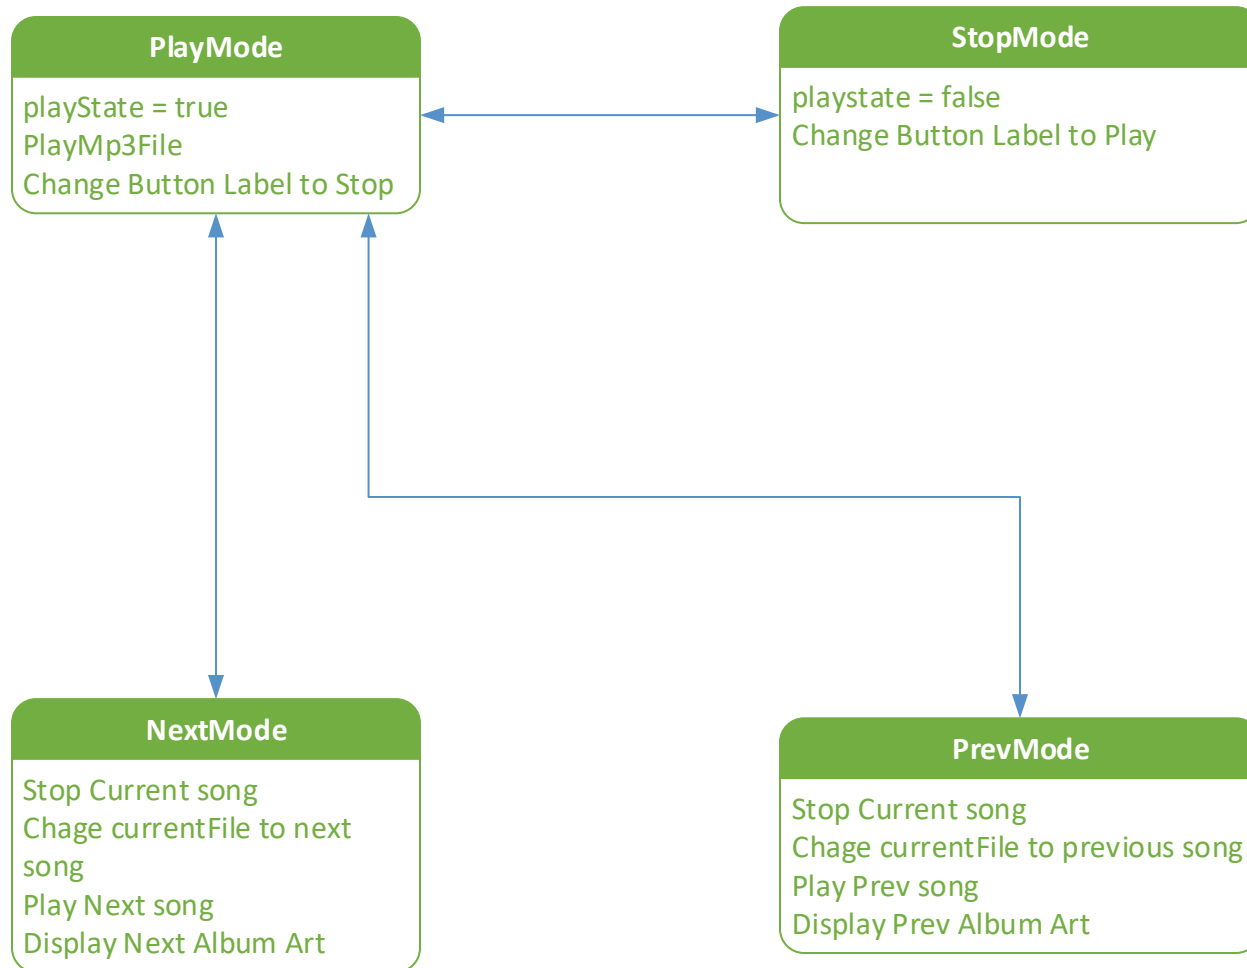 PlayMode
playState = true
PlayMp3File
Change Button Label to Stop
StopMode
playstate = false
Change Button Label to Play
NextMode
Stop Current song
Chage currentFile to next
song
Play Next song
Display Next Album Art
PrevMode
Stop Current song
Chage currentFile to previous song
Play Prev song
Display Prev Album Art